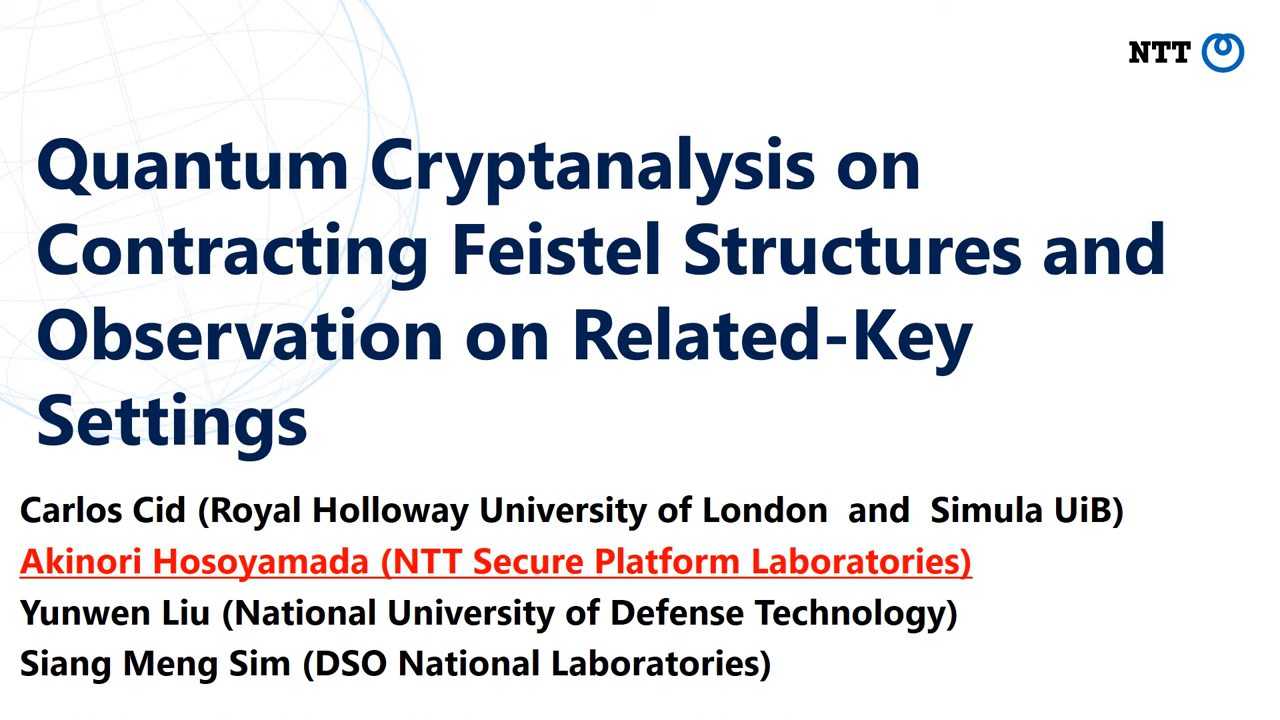 NTT
Quantum Cryptanalysis on
Contracting Feistel Structures and
Observation on Related-Key
Settings
Carlos Cid (Royal Holloway University of London and Simula UiB)
Akinori Hosoyamada (NTT Secure Platform Laboratories)
Yunwen Liu (National University of Defense Technology)
Siang Meng Sim (DSO National Laboratories)